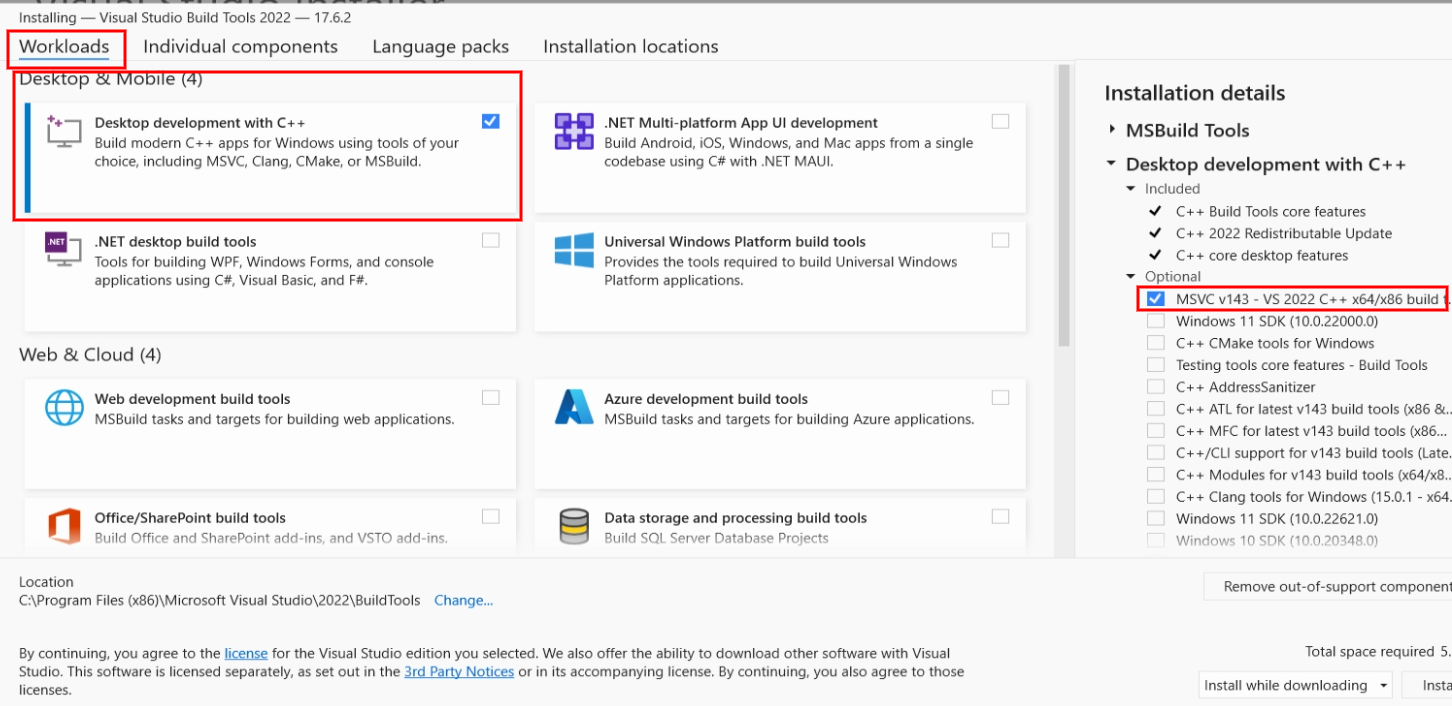 Installing — Visual Studio Build Tools 2022 — 17.6.2
Workloads
Individual components
Language packs
Installation locations
Desktop & Mobile (4)
Desktop development with C++
Build modern C++ apps for Windows using tools of your
choice, including MSVC, Clang, CMake, or MSBuild.
.NET Multi-platform App UI development
Build Android, iOS, Windows, and Mac apps from a single
codebase using C# with .NET MAUI.
.NET
.NET desktop build tools
Tools for building WPF, Windows Forms, and console
applications using C#, Visual Basic, and F#.
Universal Windows Platform build tools
Provides the tools required to build Universal Windows
Platform applications.
Web & Cloud (4)
Web development build tools
MSBuild tasks and targets for building web applications.
Azure development build tools
MSBuild tasks and targets for building Azure applications.
Office/SharePoint build tools
Build Office and SharePoint add-ins, and VSTO add-ins.
Data storage and processing build tools
Build SQL Server Database Projects
Installation details
MSBuild Tools
Desktop development with C++
Included
C++ Build Tools core features
C++ 2022 Redistributable Update
C++ core desktop features
Optional
MSVC v143 - VS 2022 C++ x64/x86 build t.
Windows 11 SDK (10.0.22000.0)
C++ CMake tools for Windows
Testing tools core features - Build Tools
C++ AddressSanitizer
C++ ATL for latest v143 build tools (x86 &..
C++ MFC for latest v143 build tools (x86...
C++/CLI support for v143 build tools (Late.
C++ Modules for v143 build tools (x64/x8..
C++ Clang tools for Windows (15.0.1 - x64.
Windows 11 SDK (10.0.22621.0)
Windows 10 SDK (10.0.20348.0)
Location
C:\Program Files (x86)\Microsoft Visual Studio\2022\BuildTools Change...
Remove out-of-support component
By continuing, you agree to the license for the Visual Studio edition you selected. We also offer the ability to download other software with Visual
Studio. This software is licensed separately, as set out in the 3rd Party Notices or in its accompanying license. By continuing, you also agree to those
licenses.
Total space required 5.
Install while downloading
Insta